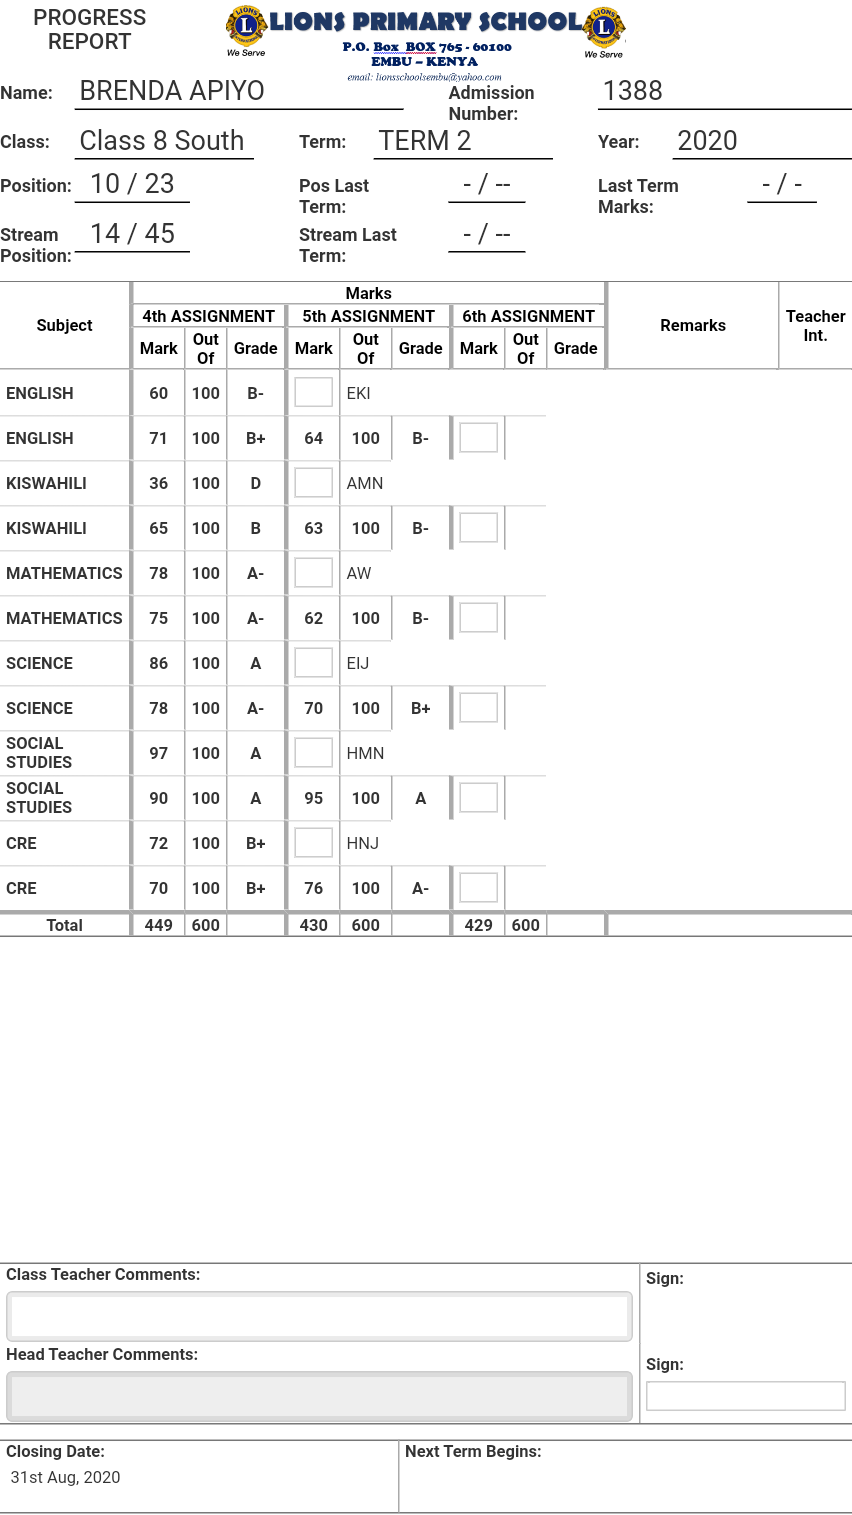 PROGRESS REPORT
LIONS PRIMARY SCHOOL
P.O. Box BOX 765 - 60100
EMBU – KENYA
email: lionsschoolsembu@yahoo.com
LIONS
L
INTERNATIONAL
We Serve
LIONS
L
INTERNATIONAL
We Serve
Name: BRENDA APIYO Admission Number: 1388
Class: Class 8 South Term: TERM 2 Year: 2020
Position: 10 / 23 Pos Last Term: - / -- Last Term Marks: - / -
Stream Position: 14 / 45 Stream Last Term: - / --
Subject Marks Remarks Teacher Int.
4th ASSIGNMENT 5th ASSIGNMENT 6th ASSIGNMENT
Mark Out Of Grade Mark Out Of Grade Mark Out Of Grade
ENGLISH 60 100 B- EKI
ENGLISH 71 100 B+ 64 100 B-
KISWAHILI 36 100 D AMN
KISWAHILI 65 100 B 63 100 B-
MATHEMATICS 78 100 A- AW
MATHEMATICS 75 100 A- 62 100 B-
SCIENCE 86 100 A EIJ
SCIENCE 78 100 A- 70 100 B+
SOCIAL STUDIES 97 100 A HMN
SOCIAL STUDIES 90 100 A 95 100 A
CRE 72 100 B+ HNJ
CRE 70 100 B+ 76 100 A-
Total 449 600 430 600 429 600
Class Teacher Comments: Sign:
Head Teacher Comments: Sign:
Closing Date: Next Term Begins:
31st Aug, 2020